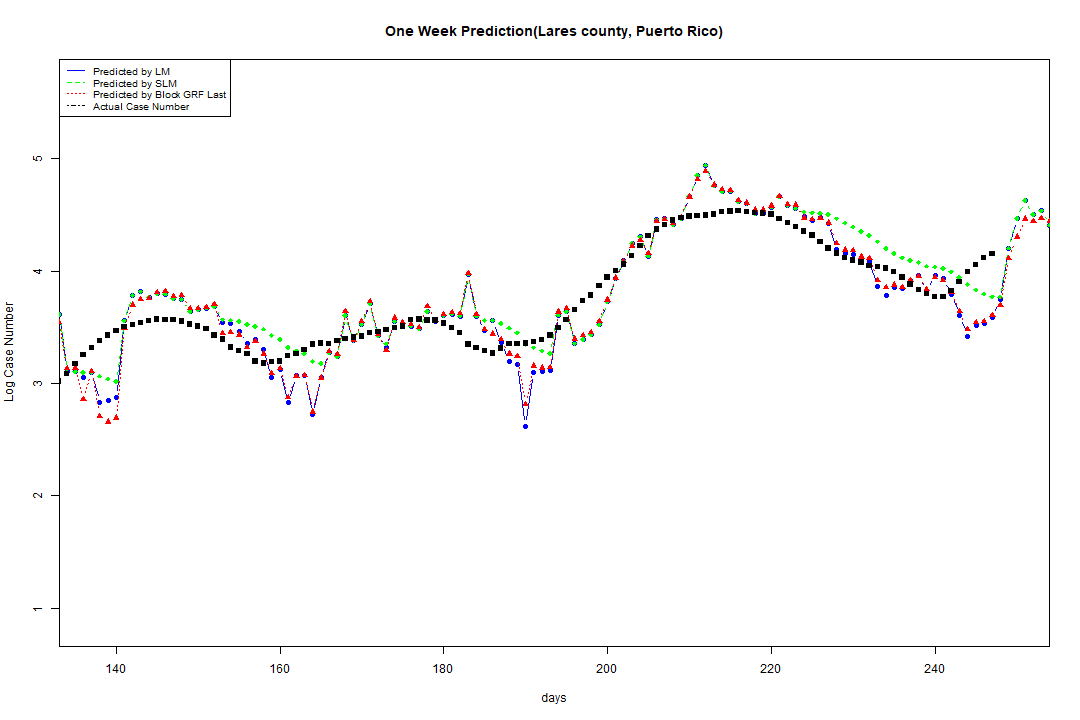 One Week Prediction(Lares county, Puerto Rico)
Predicted by LM
Predicted by SLM
Predicted by Block GRF Last
Actual Case Number
5
4
3
2
1
Log Case Number
140 160 180 200 220 240
days